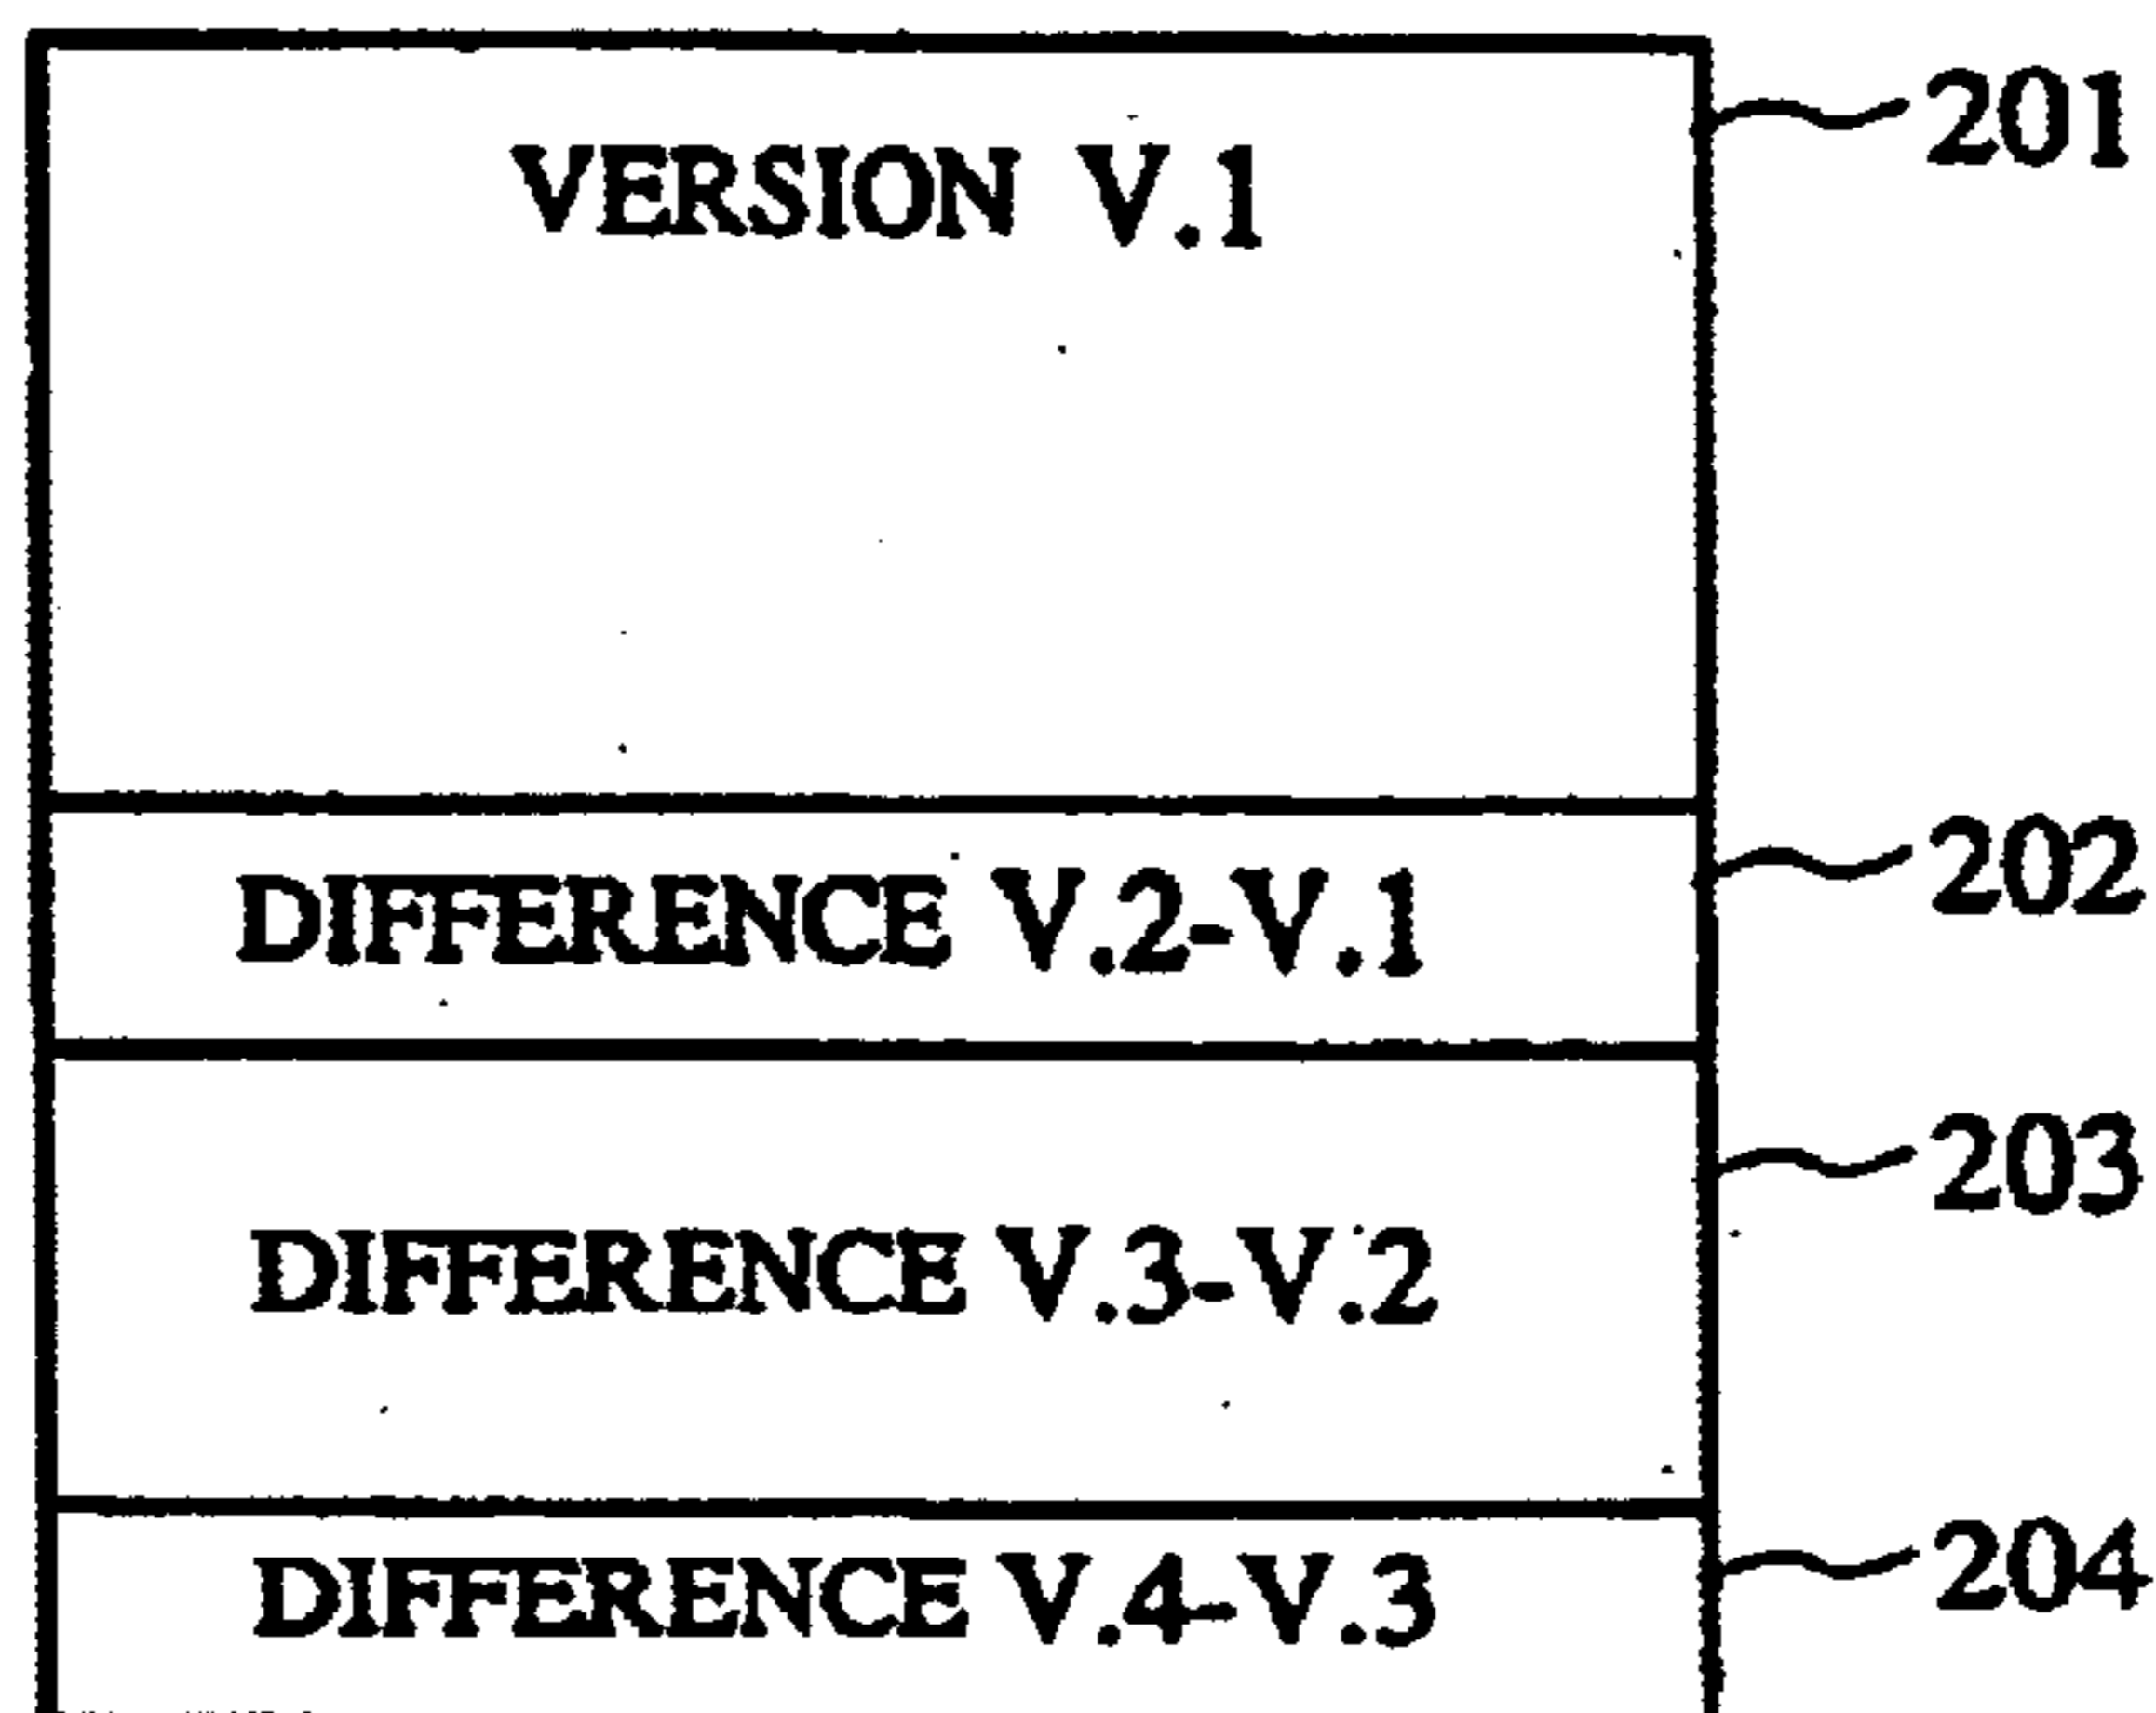 VERSION V.1
201
DIFFERENCE V.2-V.1
202
203
DIFFERENCE V.3-V.2
DIFFERENCE V.4-V.3
204